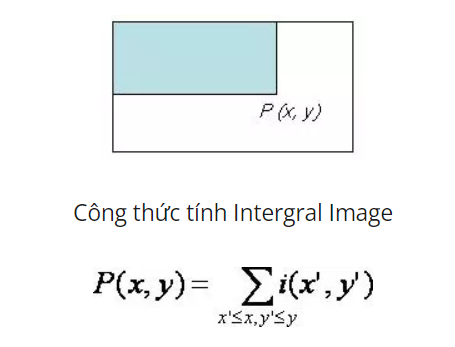 P (x, y)
Công thức tính Intergral Image
P(x, y) = ∑ i(x', y')
x'≤x,y'≤y